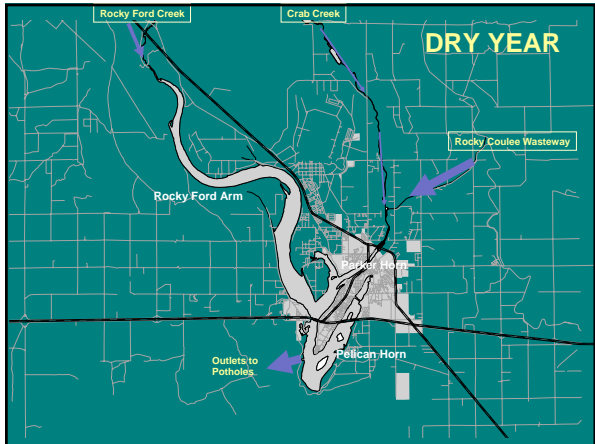 Rocky Ford Creek
Crab Creek
DRY YEAR
Rocky Coulee Wasteway
Rocky Ford Arm
Parker Horn
Pelican Horn
Outlets to
Potholes